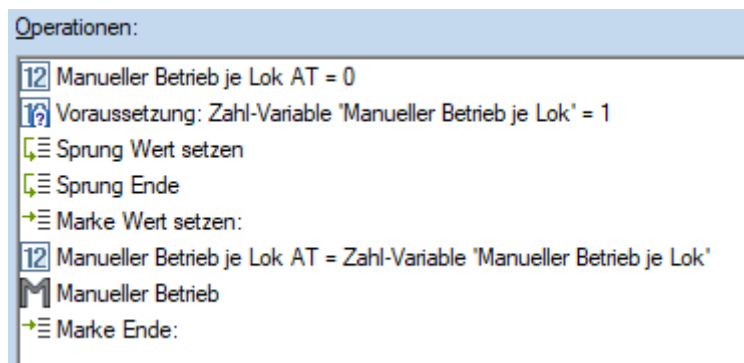 Operationen:
12 Manueller Betrieb je Lok AT = 0
Voraussetzung: Zahl-Variable "Manueller Betrieb je Lok" = 1
Sprung Wert setzen
Sprung Ende
Marke Wert setzen:
12 Manueller Betrieb je Lok AT = Zahl-Variable "Manueller Betrieb je Lok"
M Manueller Betrieb
Marke Ende: